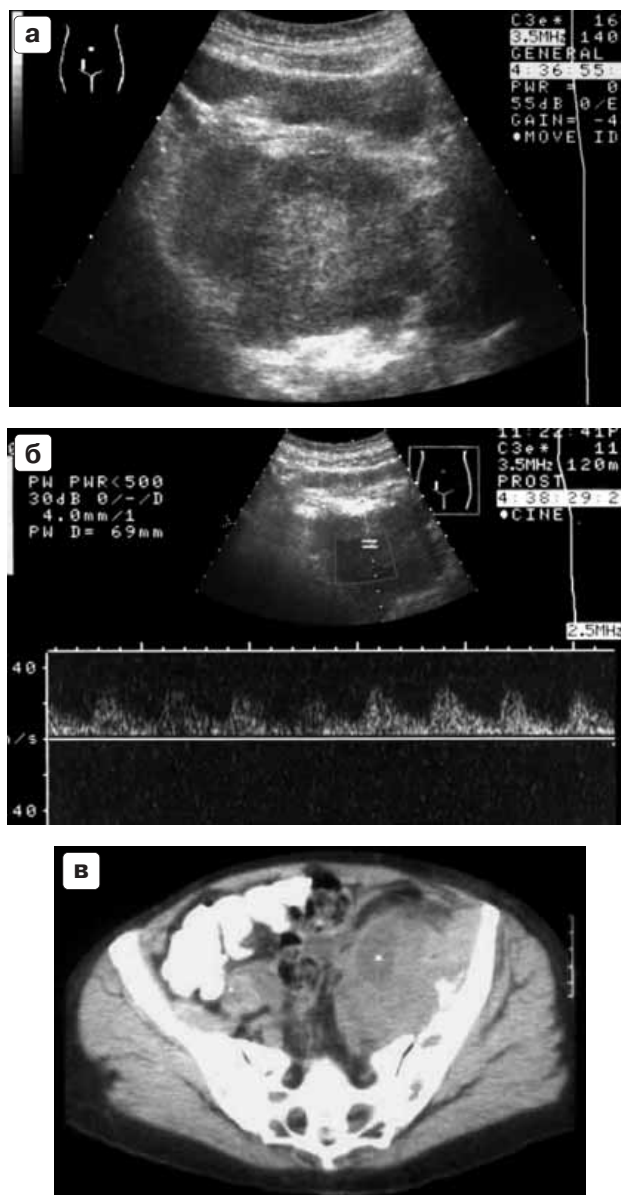 а
C3e* 16
3.5MHz 140
GENERAL
4:36:55:
PWR = 0
55dB 0/E
GAIN= -4
•MOVE ID
б
PW PWR<500
30dB 0/-/D
4.0mm/1
PW D= 69mm
11:22:41P
C3e* 11
3.5MHz 120m
PROST
4:38:29:2
•CINE
2.5MHz
40
/s
40
в